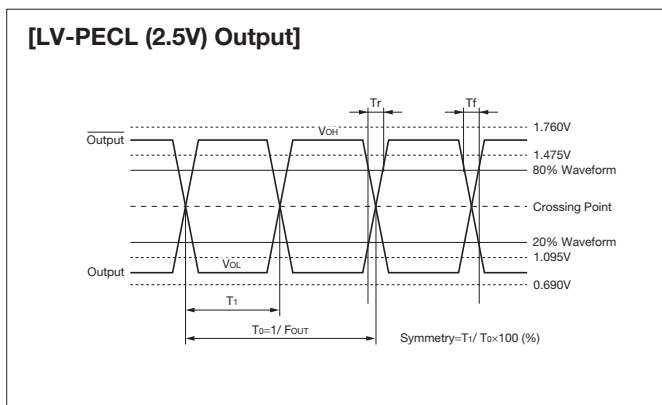 [LV-PECL (2.5V) Output]
Tr
Tf
VOH
1.760V
Output
1.475V
80% Waveform
Crossing Point
20% Waveform
VOL
1.095V
Output
0.690V
T1
T0=1/ FOUT
Symmetry=T1/ T0×100 (%)